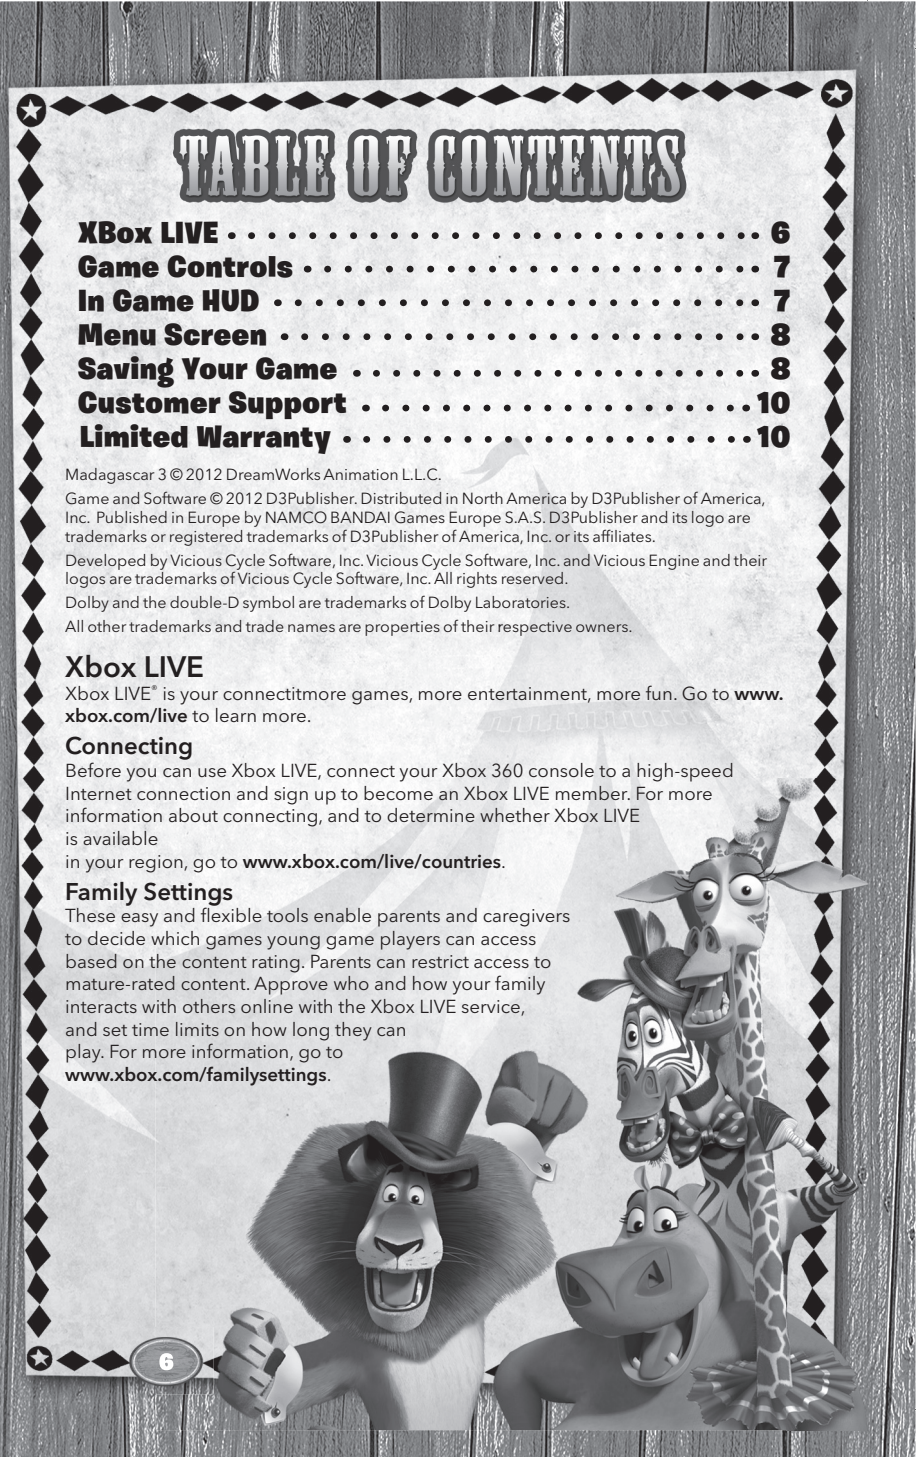 TABLE OF CONTENTS
XBox LIVE . . . . . . . . . . . . . . . . . . . . . . . . . . . 6
Game Controls . . . . . . . . . . . . . . . . . . . . . . . 7
In Game HUD . . . . . . . . . . . . . . . . . . . . . . . . 7
Menu Screen . . . . . . . . . . . . . . . . . . . . . . . . 8
Saving Your Game . . . . . . . . . . . . . . . . . . . . 8
Customer Support . . . . . . . . . . . . . . . . . . . . 10
Limited Warranty . . . . . . . . . . . . . . . . . . . . . 10
Madagascar 3 © 2012 DreamWorks Animation L.L.C.
Game and Software © 2012 D3Publisher. Distributed in North America by D3Publisher of America,
Inc. Published in Europe by NAMCO BANDAI Games Europe S.A.S. D3Publisher and its logo are
trademarks or registered trademarks of D3Publisher of America, Inc. or its affiliates.
Developed by Vicious Cycle Software, Inc. Vicious Cycle Software, Inc. and Vicious Engine and their
logos are trademarks of Vicious Cycle Software, Inc. All rights reserved.
Dolby and the double-D symbol are trademarks of Dolby Laboratories.
All other trademarks and trade names are properties of their respective owners.
Xbox LIVE
Xbox LIVE® is your connectitmore games, more entertainment, more fun. Go to www.
xbox.com/live to learn more.
Connecting
Before you can use Xbox LIVE, connect your Xbox 360 console to a high-speed
Internet connection and sign up to become an Xbox LIVE member. For more
information about connecting, and to determine whether Xbox LIVE
is available
in your region, go to www.xbox.com/live/countries.
Family Settings
These easy and flexible tools enable parents and caregivers
to decide which games young game players can access
based on the content rating. Parents can restrict access to
mature-rated content. Approve who and how your family
interacts with others online with the Xbox LIVE service,
and set time limits on how long they can
play. For more information, go to
www.xbox.com/familysettings.
6